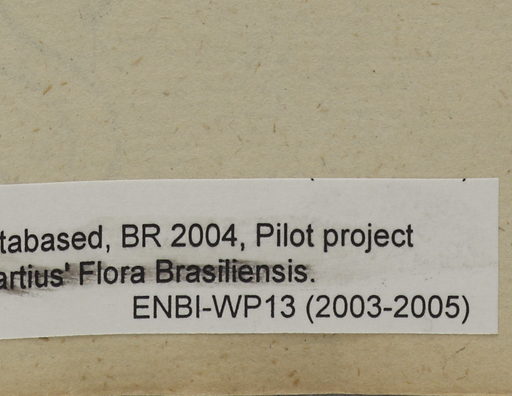 tabased, BR 2004, Pilot project
artius' Flora Brasiliensis.
ENBI-WP13 (2003-2005)